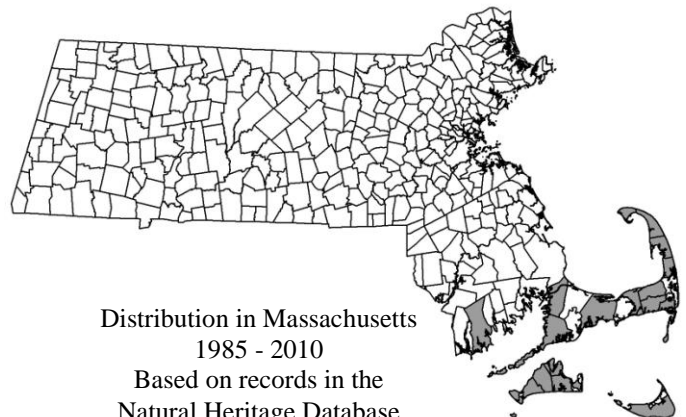 Distribution in Massachusetts
1985 - 2010
Based on records in the
Natural Heritage Database